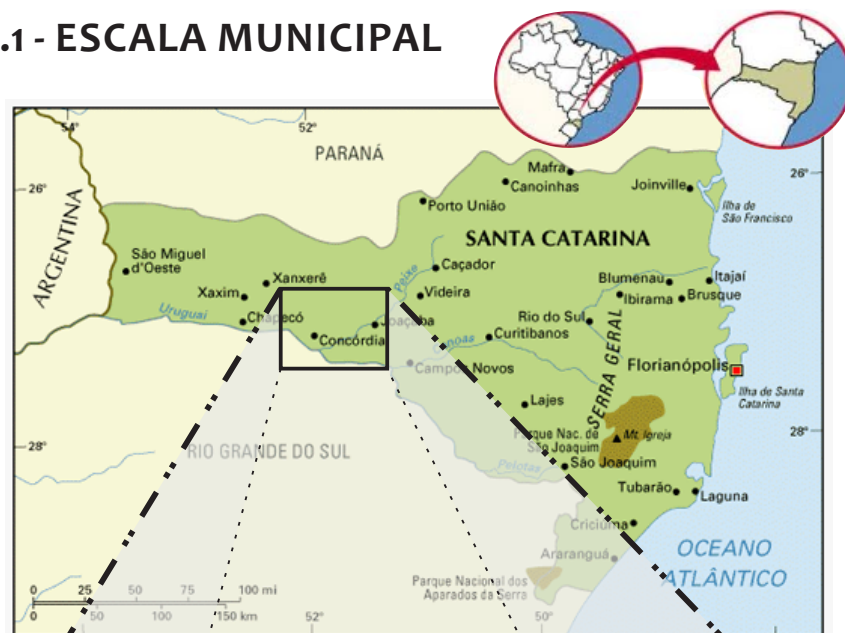 .1 - ESCALA MUNICIPAL
54°
52°
PARANÁ
26°
26°
Mafra
Canoinhas
Joinville
Porto União
Ilha de
São Francisco
ARGENTINA
SANTA CATARINA
São Miguel
d'Oeste
Caçador
Peixe
Xanxerê
Blumenau
Itajaí
Xaxim
Videira
Ibirama
Brusque
Uruguai
Chapecó
Joaçaba
Rio do Sul
Concórdia
Canoas
Curitibanos
SERRA GERAL
Florianópolis
Campos Novos
Ilha de Santa
Catarina
Lajes
28°
28°
RIO GRANDE DO SUL
Parque Nac. de
São Joaquim
Mt. Igreja
Pelotas
São Joaquim
Tubarão
Laguna
Criciúma
Araranguá
OCEANO
ATLÂNTICO
Parque Nacional dos
Aparados da Serra
0 25 50 75 100 mi
0 50 100 150 km
52°
50°